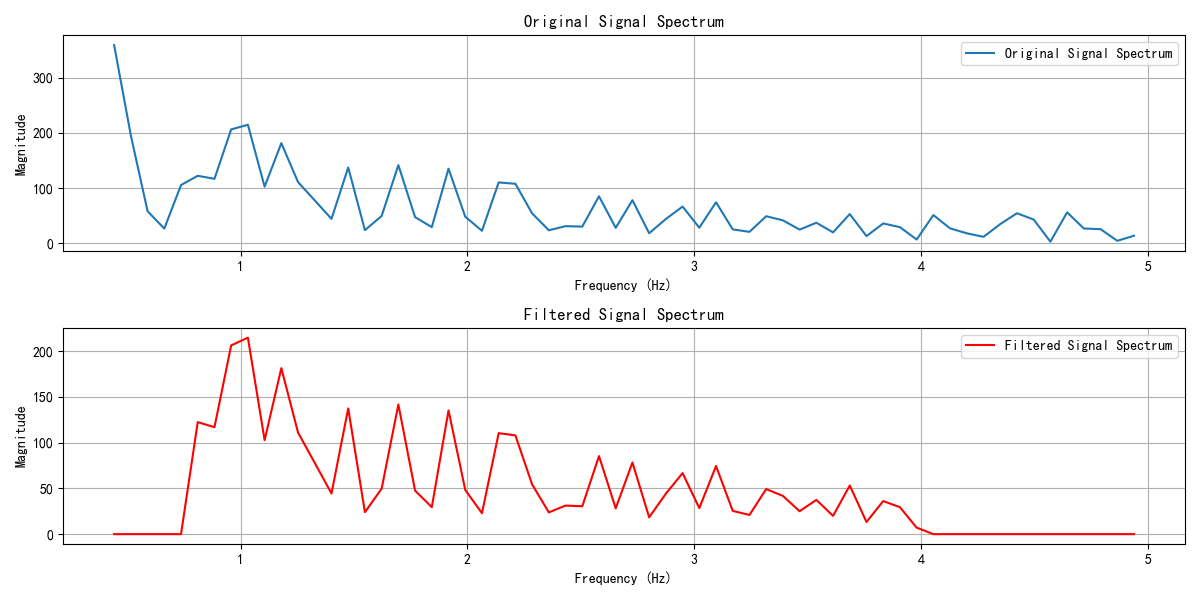 Original Signal Spectrum
Original Signal Spectrum
Magnitude
300
200
100
0
1 2 3 4 5
Frequency (Hz)
Filtered Signal Spectrum
Filtered Signal Spectrum
Magnitude
200
150
100
50
0
1 2 3 4 5
Frequency (Hz)